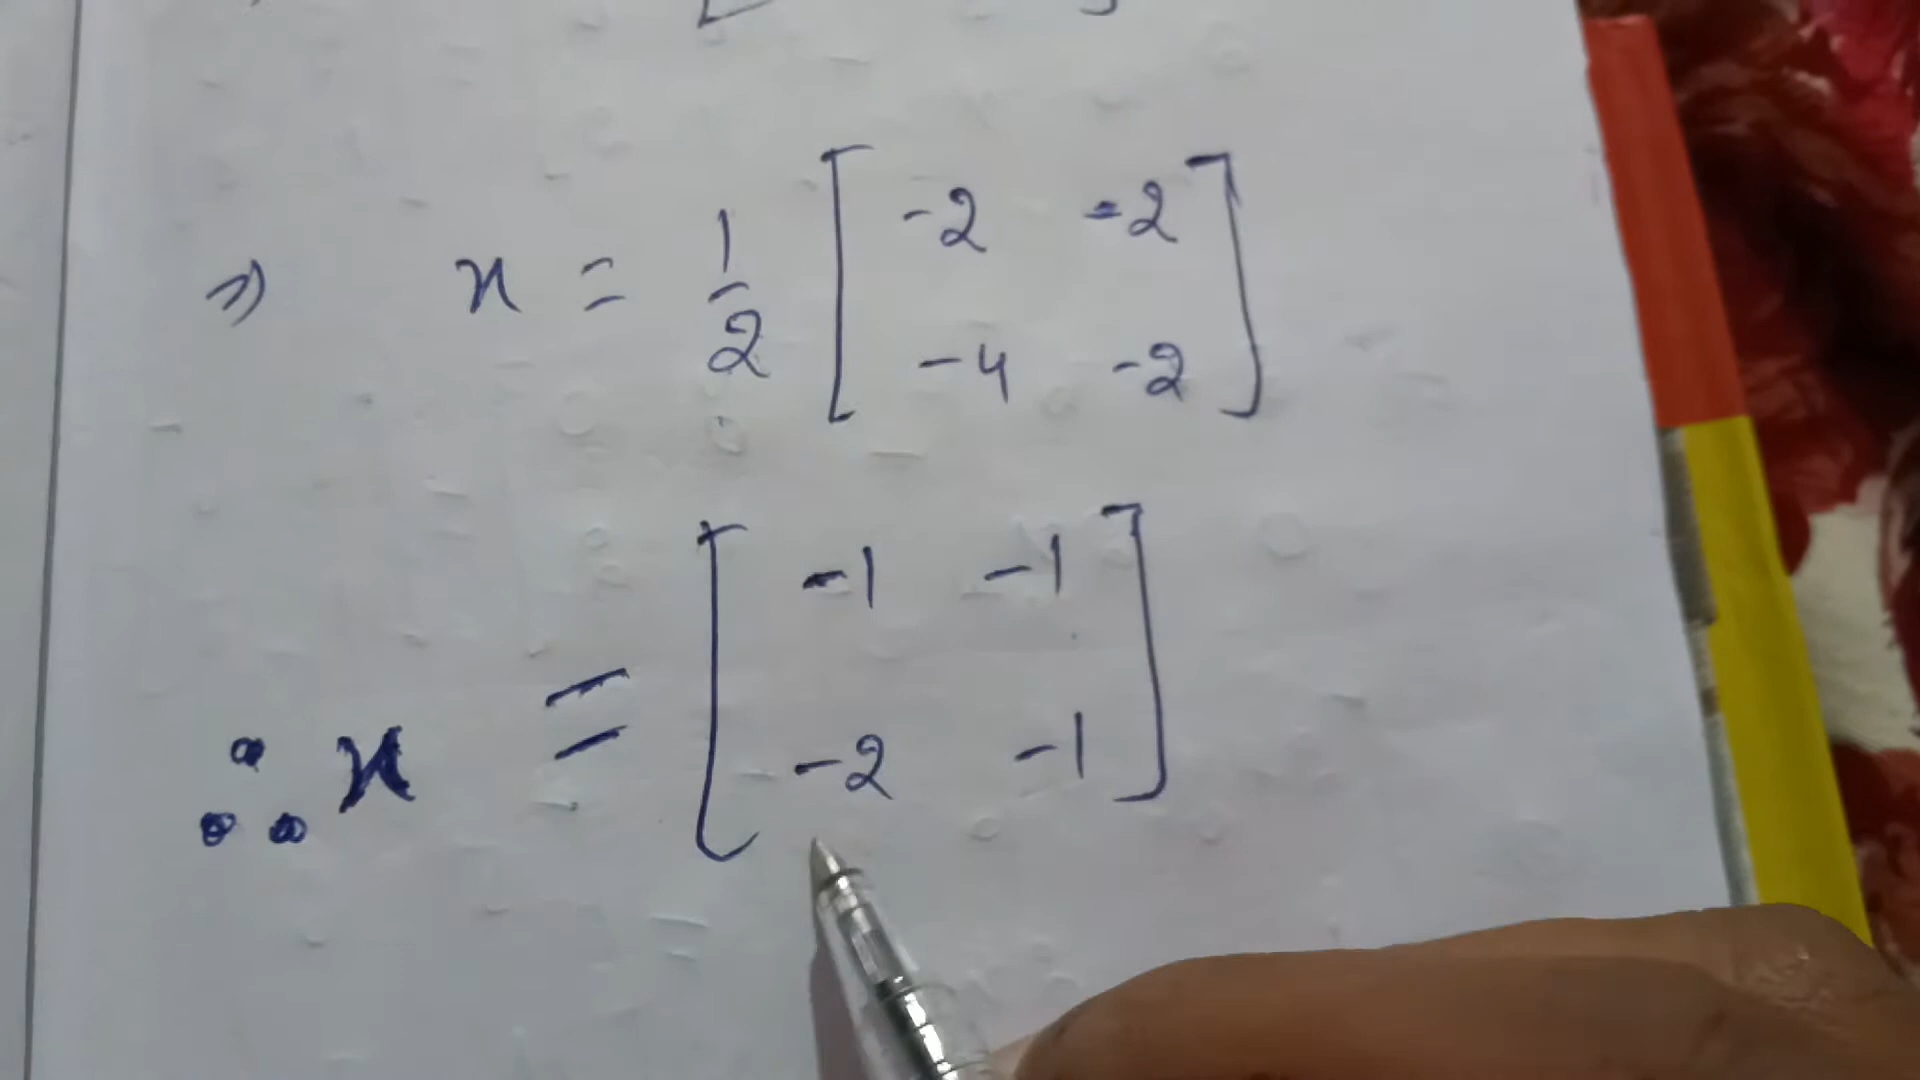 ⇒ x = 1/2 [ -2 -2
-4 -2 ]
∴ x = [ -1 -1
-2 -1 ]